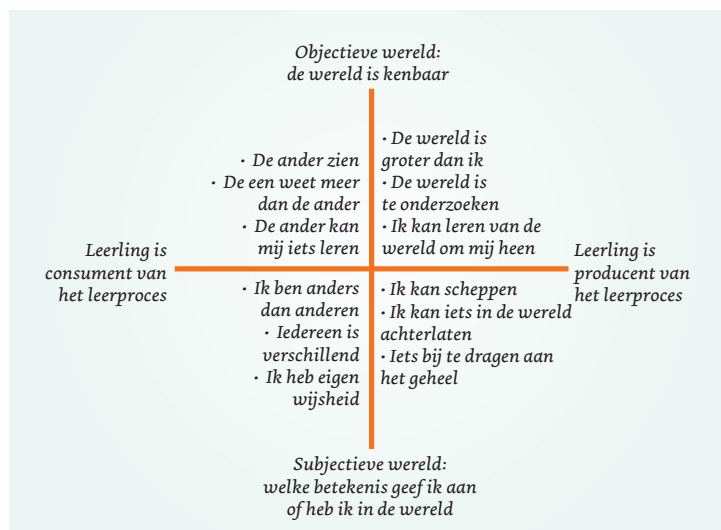 Objectieve wereld:
de wereld is kenbaar
• De ander zien
• De een weet meer
dan de ander
• De ander kan
mij iets leren
• De wereld is
groter dan ik
• De wereld is
te onderzoeken
• Ik kan leren van de
wereld om mij heen
Leerling is
consument van
het leerproces
Leerling is
producent van
het leerproces
• Ik ben anders
dan anderen
• Iedereen is
verschillend
• Ik heb eigen
wijsheid
• Ik kan scheppen
• Ik kan iets in de wereld
achterlaten
• Iets bij te dragen aan
het geheel
Subjectieve wereld:
welke betekenis geef ik aan
of heb ik in de wereld